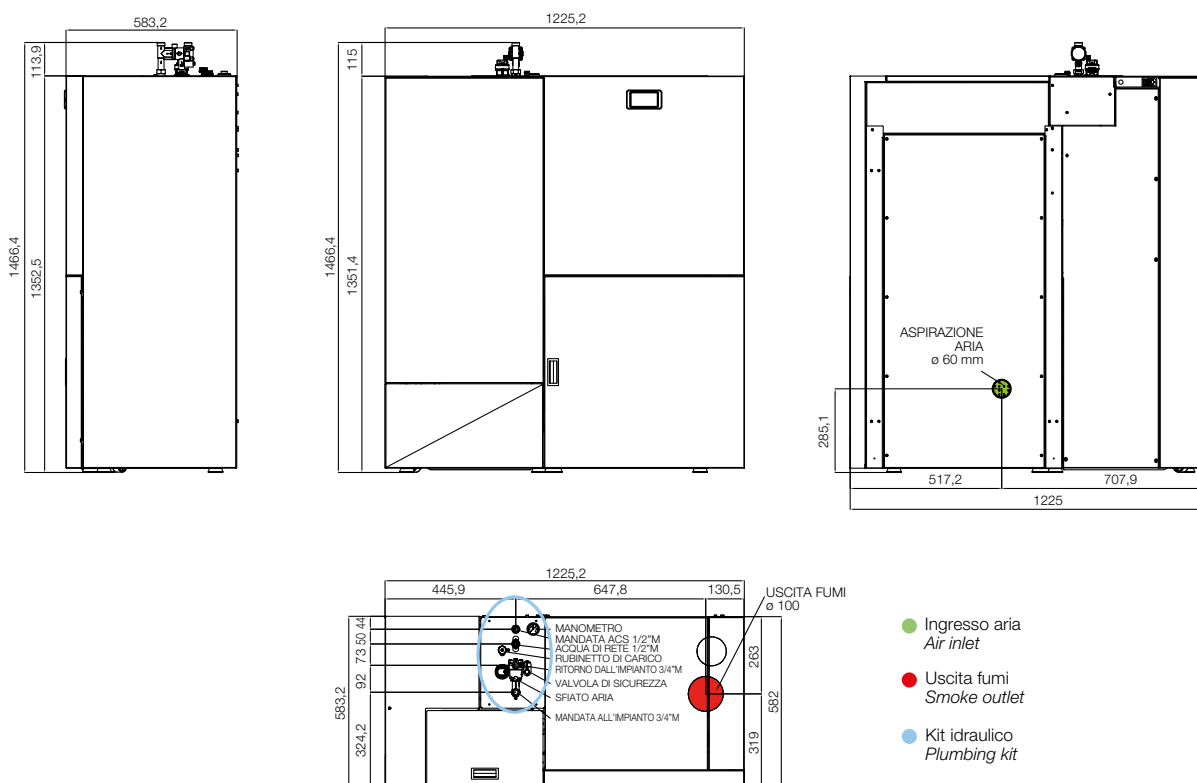 583,2
113,9
1466,4
1352,5
1225,2
115
1466,4
1351,4
ASPIRAZIONE
ARIA
ø 60 mm
285,1
517,2
707,9
1225
1225,2
445,9
647,8
130,5
USCITA FUMI
ø 100
44
50
73
92
583,2
324,2
MANOMETRO
MANDATA ACS 1/2"M
ACQUA DI RETE 1/2"M
RUBINETTO DI CARICO
RITORNO DALL'IMPIANTO 3/4"M
VALVOLA DI SICUREZZA
SFIATO ARIA
MANDATA ALL'IMPIANTO 3/4"M
263
582
319
Ingresso aria
Air inlet
Uscita fumi
Smoke outlet
Kit idraulico
Plumbing kit